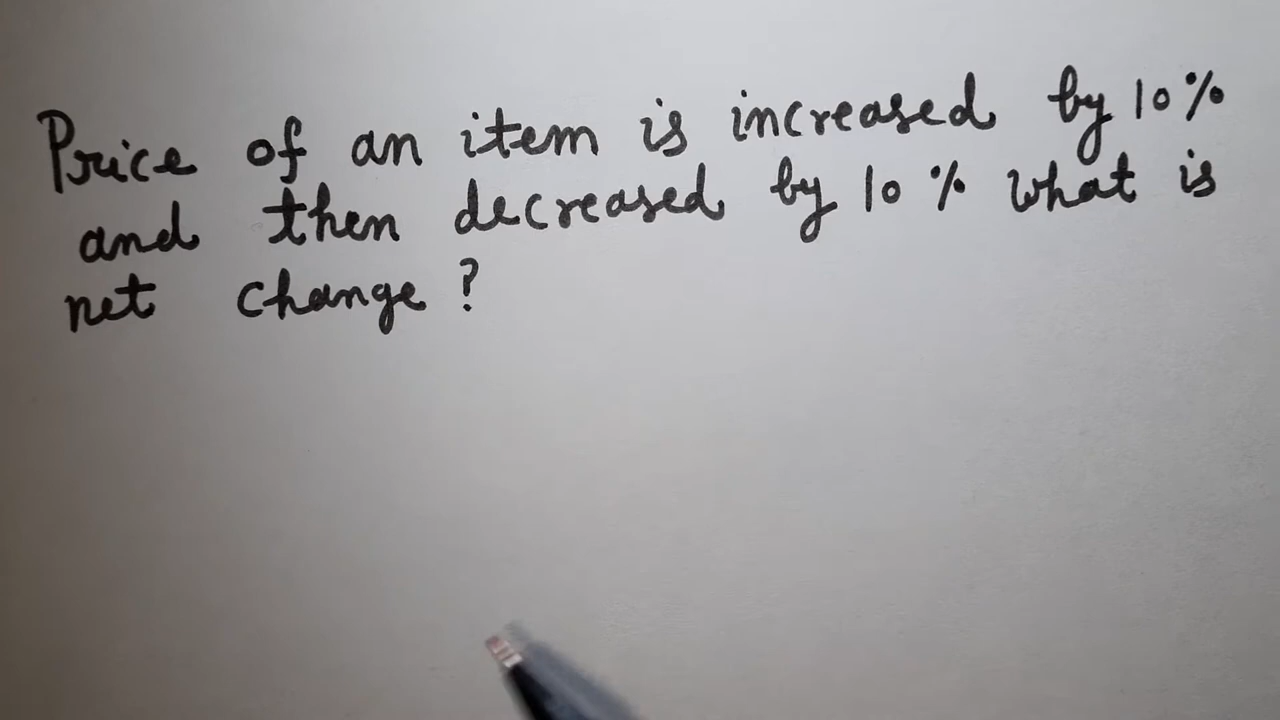 Price of an item is increased by 10%
and then decreased by 10% what is
net change?